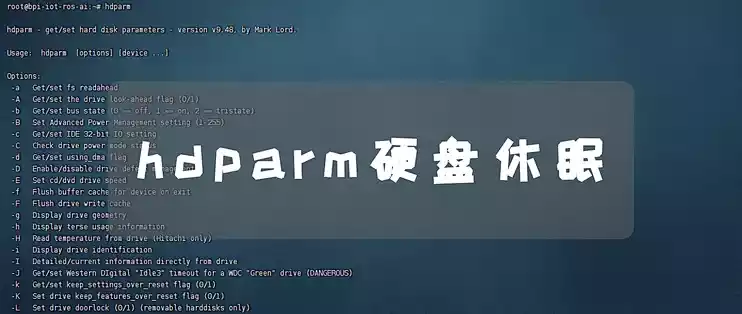 root@bpi-iot-ros-ai:~# hdparm
hdparm - get/set hard disk parameters - version v9.48, by Mark Lord.
Usage: hdparm [options] [device ...]
Options:
-a Get/set fs readahead
-A Get/set the drive look-ahead flag (0/1)
-b Get/set bus state (0 == off, 1 == on, 2 == tristate)
-B Set Advanced Power Management setting (1-255)
-c Get/set IDE 32-bit IO setting
-C Check drive power mode status
-d Get/set using_dma flag
-D Enable/disable drive defect
hdparm硬盘休眠
-E Set cd/dvd drive speed
-f Flush buffer cache for device on exit
-F Flush drive write cache
-g Display drive geometry
-h Display terse usage information
-H Read temperature from drive (Hitachi only)
-i Display drive identification
-I Detailed/current information directly from drive
-J Get/set Western DIgital "Idle3" timeout for a WDC "Green" drive (DANGEROUS)
-k Get/set keep_settings_over_reset flag (0/1)
-K Set drive keep_features_over_reset flag (0/1)
-L Set drive doorlock (0/1) (removable harddisks only)